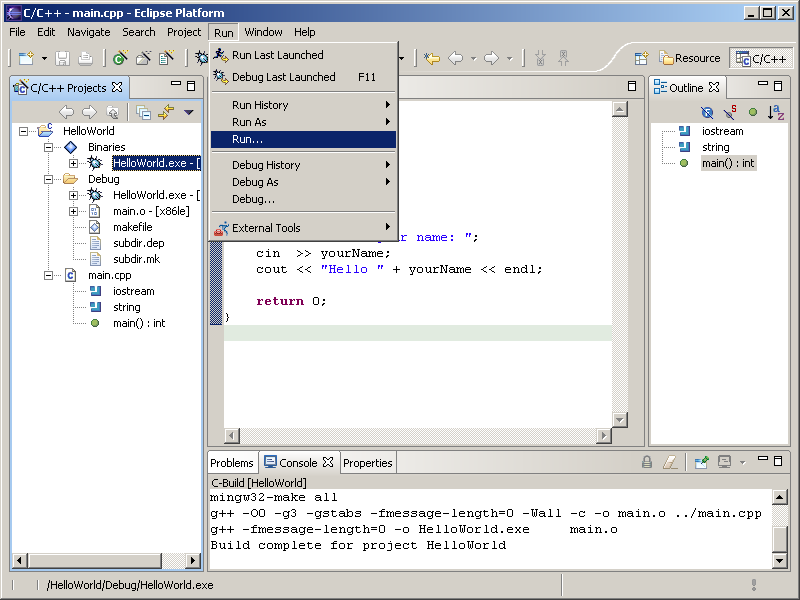 C/C++ - main.cpp - Eclipse Platform
File Edit Navigate Search Project Run Window Help
Run Last Launched
Debug Last Launched F11
Run History
Run As
Run...
Debug History
Debug As
Debug...
External Tools
Resource C/C++
C/C++ Projects
HelloWorld
Binaries
HelloWorld.exe - [
Debug
HelloWorld.exe - [
main.o - [x86le]
makefile
subdir.dep
subdir.mk
main.cpp
iostream
string
main() : int
r name: ";
cin >> yourName;
cout << "Hello " + yourName << endl;
return 0;
}
Outline
iostream
string
main() : int
Problems Console Properties
C-Build [HelloWorld]
mingw32-make all
g++ -O0 -g3 -gstabs -fmessage-length=0 -Wall -c -o main.o ../main.cpp
g++ -fmessage-length=0 -o HelloWorld.exe main.o
Build complete for project HelloWorld
/HelloWorld/Debug/HelloWorld.exe